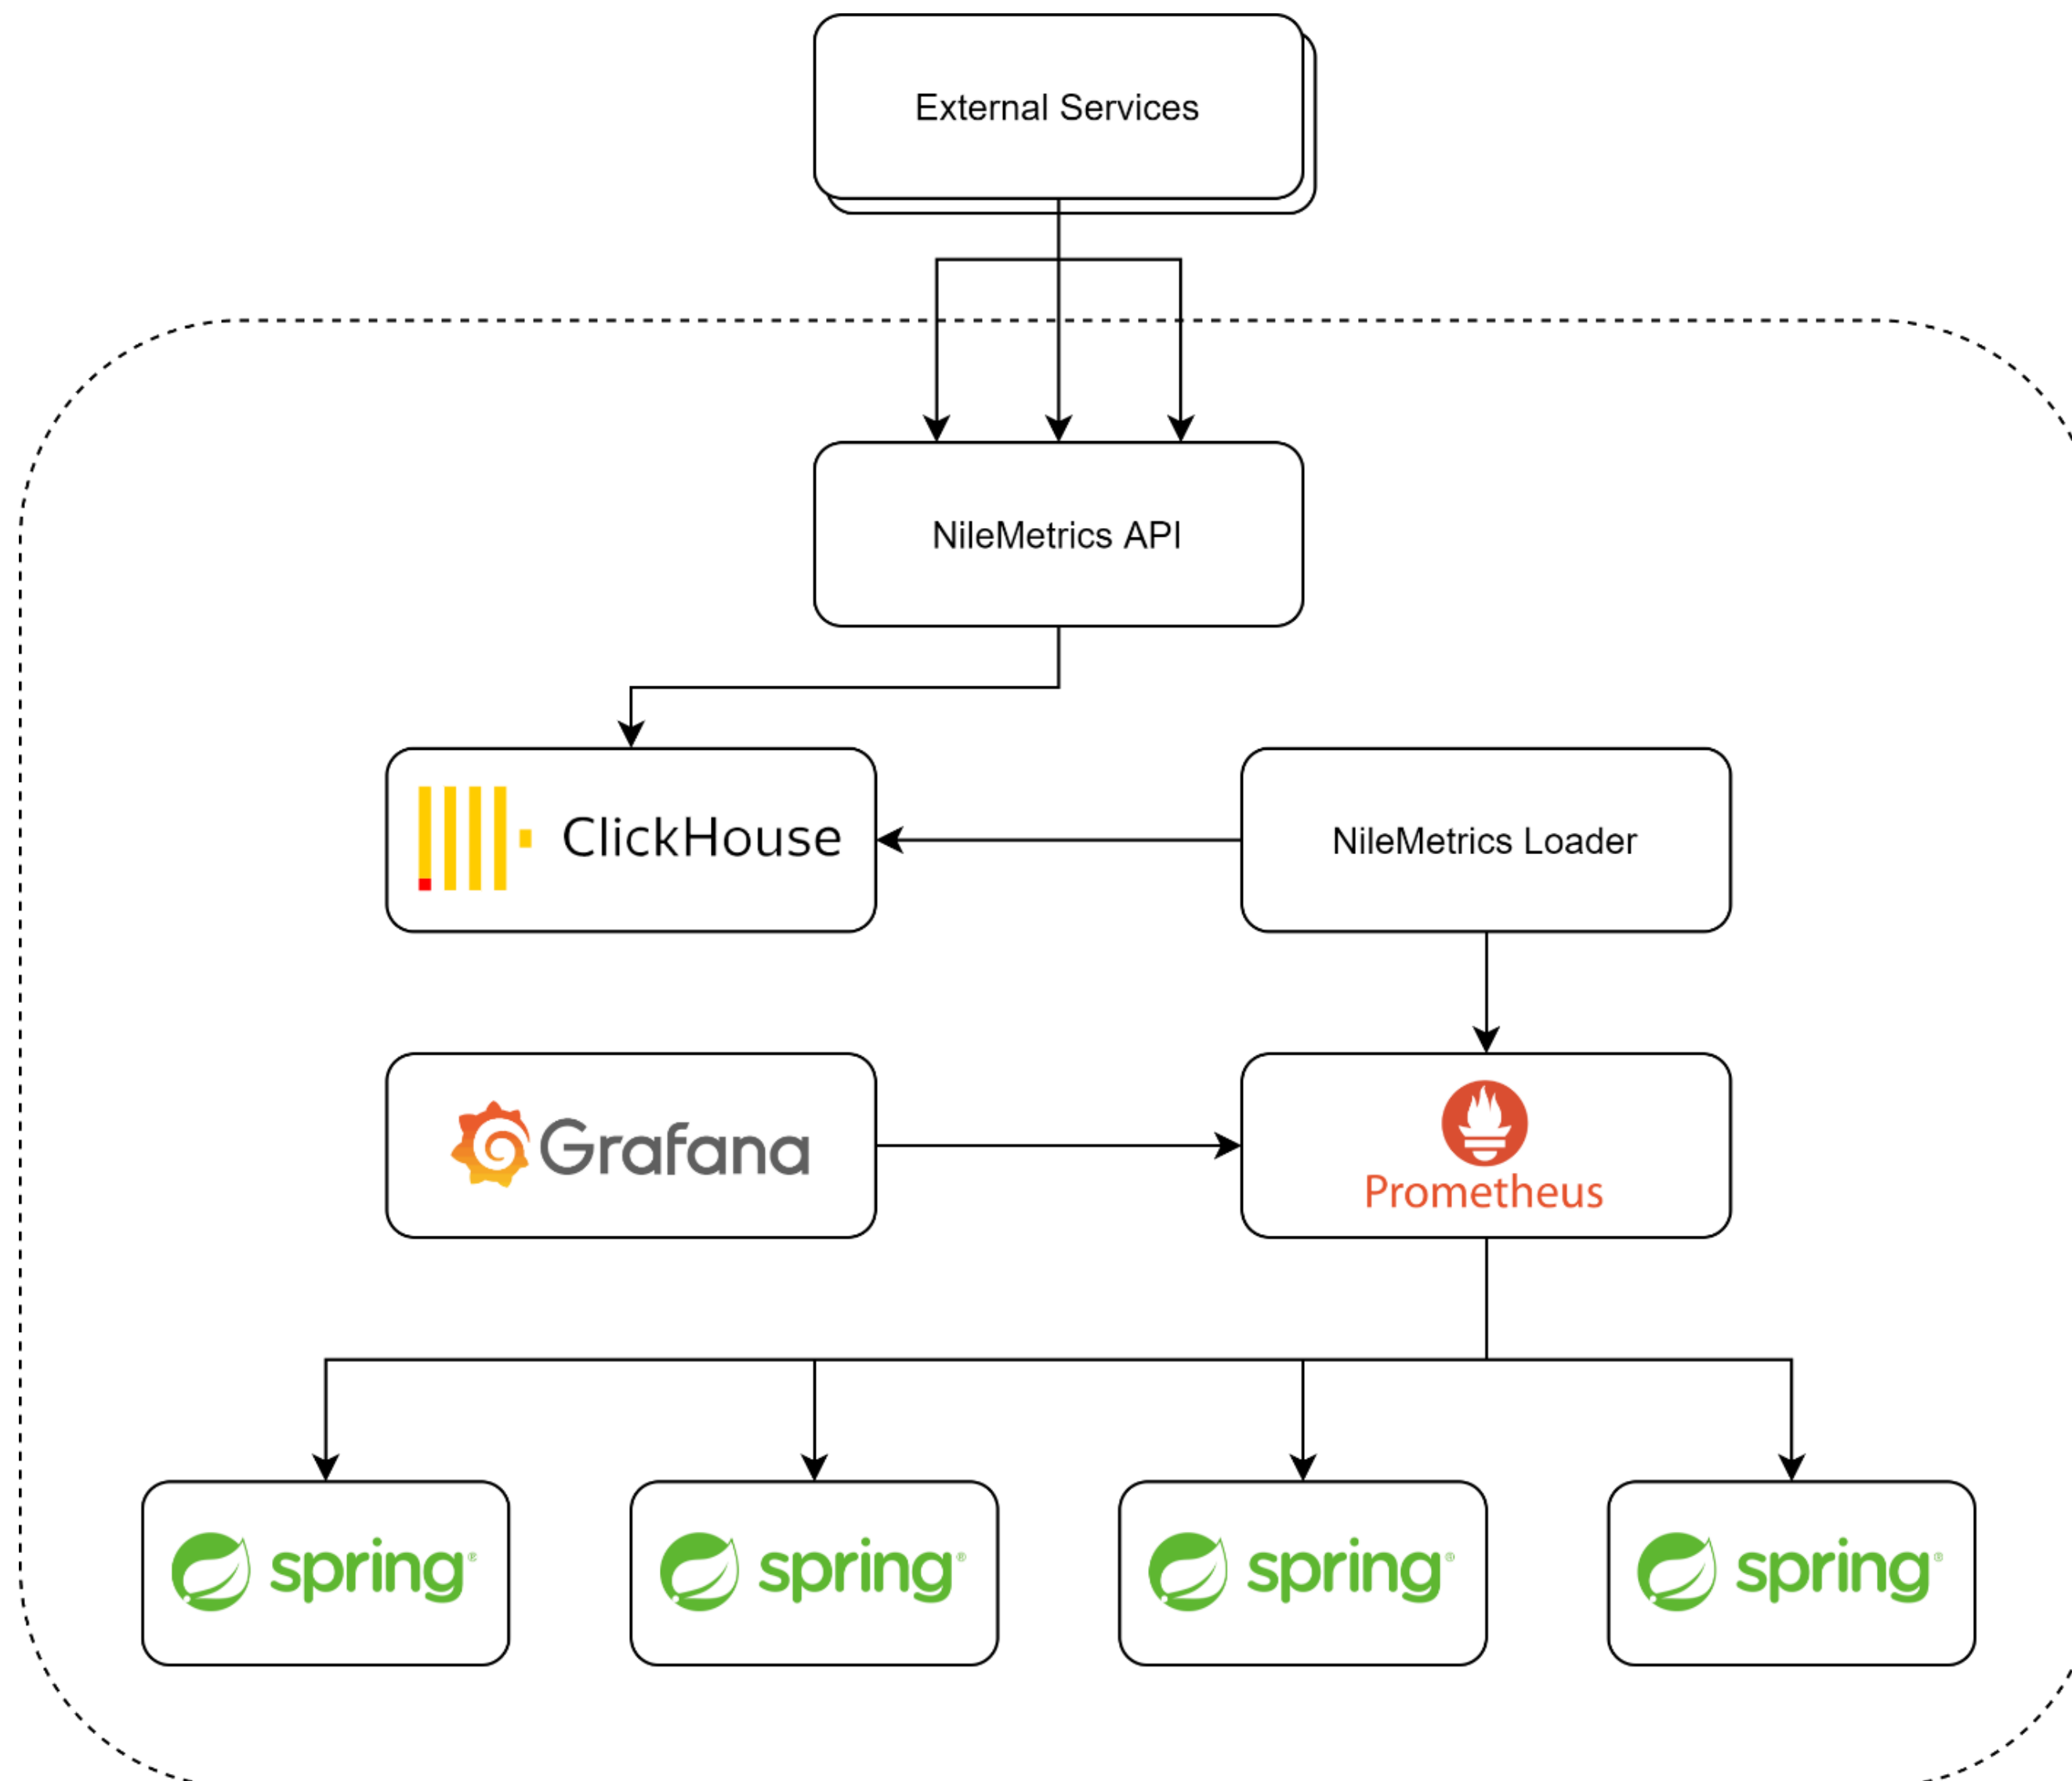 External Services
NileMetrics API
ClickHouse
NileMetrics Loader
Grafana
Prometheus
spring®
spring®
spring®
spring®